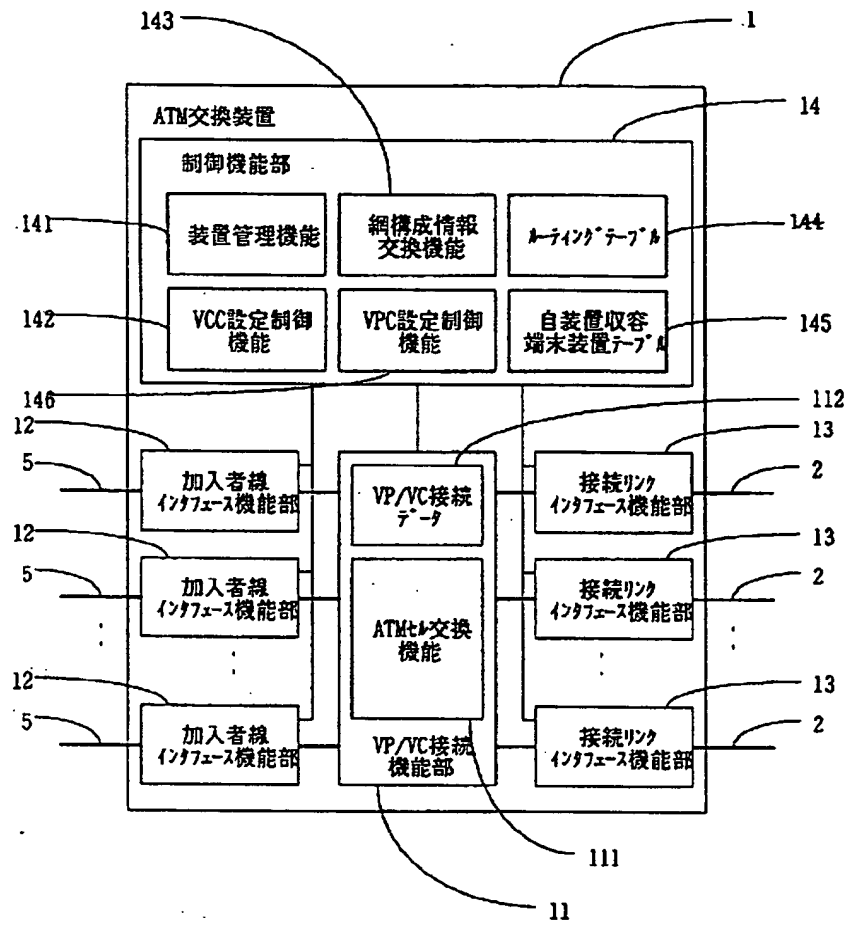 143
1
ATM交換装置
14
制御機能部
141
装置管理機能
網構成情報
交換機能
ルーティングテーブル
144
142
VCC設定制御
機能
VPC設定制御
機能
自装置収容
端末装置テーブル
145
146
112
12
13
5
加入者線
インタフェース機能部
VP/VC接続
データ
接続リンク
インタフェース機能部
2
12
13
5
加入者線
インタフェース機能部
ATMセル交換
機能
接続リンク
インタフェース機能部
2
12
13
5
加入者線
インタフェース機能部
VP/VC接続
機能部
接続リンク
インタフェース機能部
2
111
11